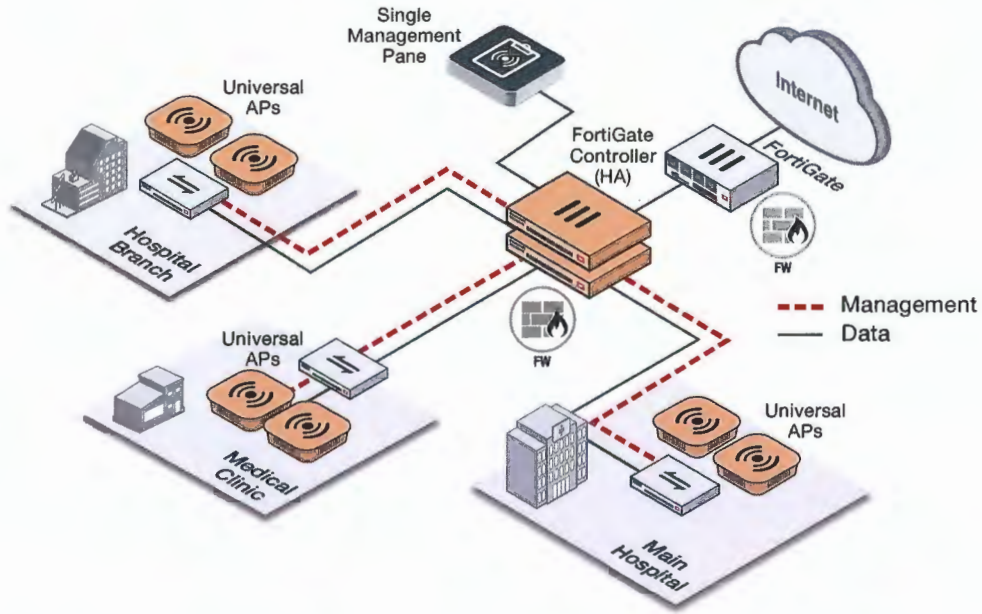 Single
Management
Pane
Universal
APs
Internet
FortiGate
Controller
(HA)
FortiGate
FW
Hospital
Branch
FW
Management
Data
Universal
APs
Medical
Clinic
Universal
APs
Main
Hospital